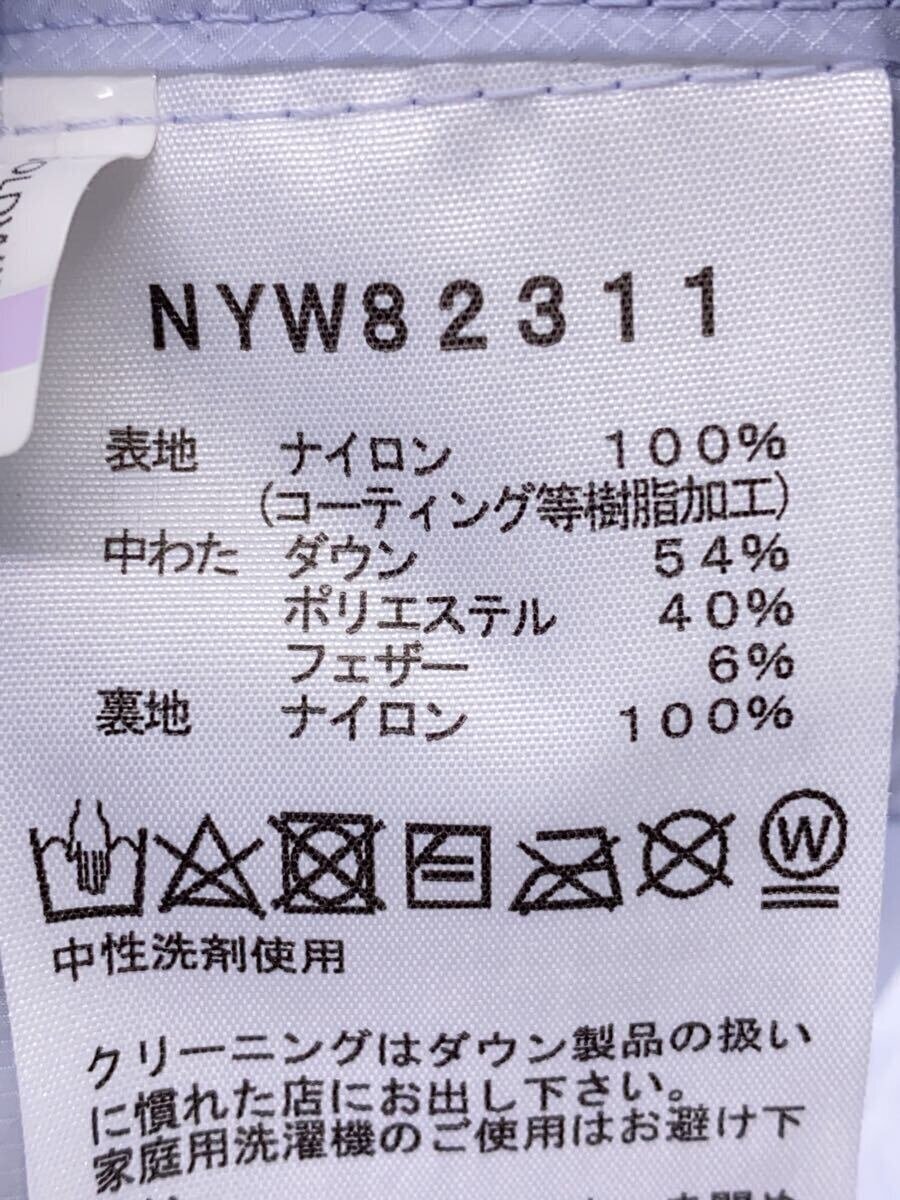 NYW82311
表地 ナイロン 100%
(コーティング等樹脂加工)
中わた ダウン 54%
ポリエステル 40%
フェザー 6%
裏地 ナイロン 100%
W
中性洗剤使用
クリーニングはダウン製品の扱い
に慣れた店にお出し下さい。
家庭用洗濯機のご使用はお避け下